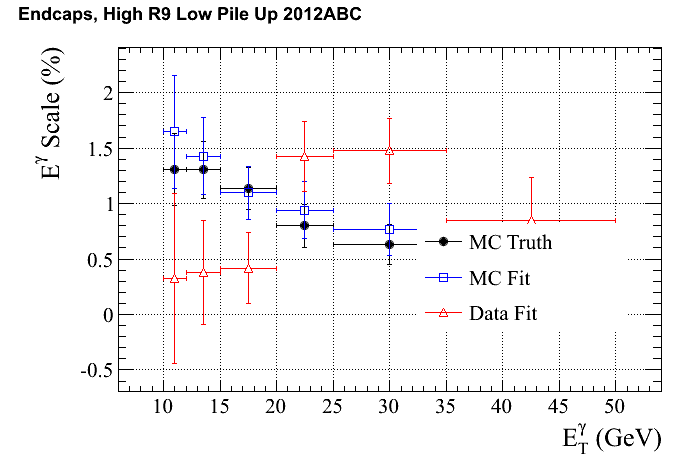 Endcaps, High R9 Low Pile Up 2012ABC
E^γ Scale (%)
2
1.5
1
0.5
0
-0.5
MC Truth
MC Fit
Data Fit
10 15 20 25 30 35 40 45 50
E_T^γ (GeV)